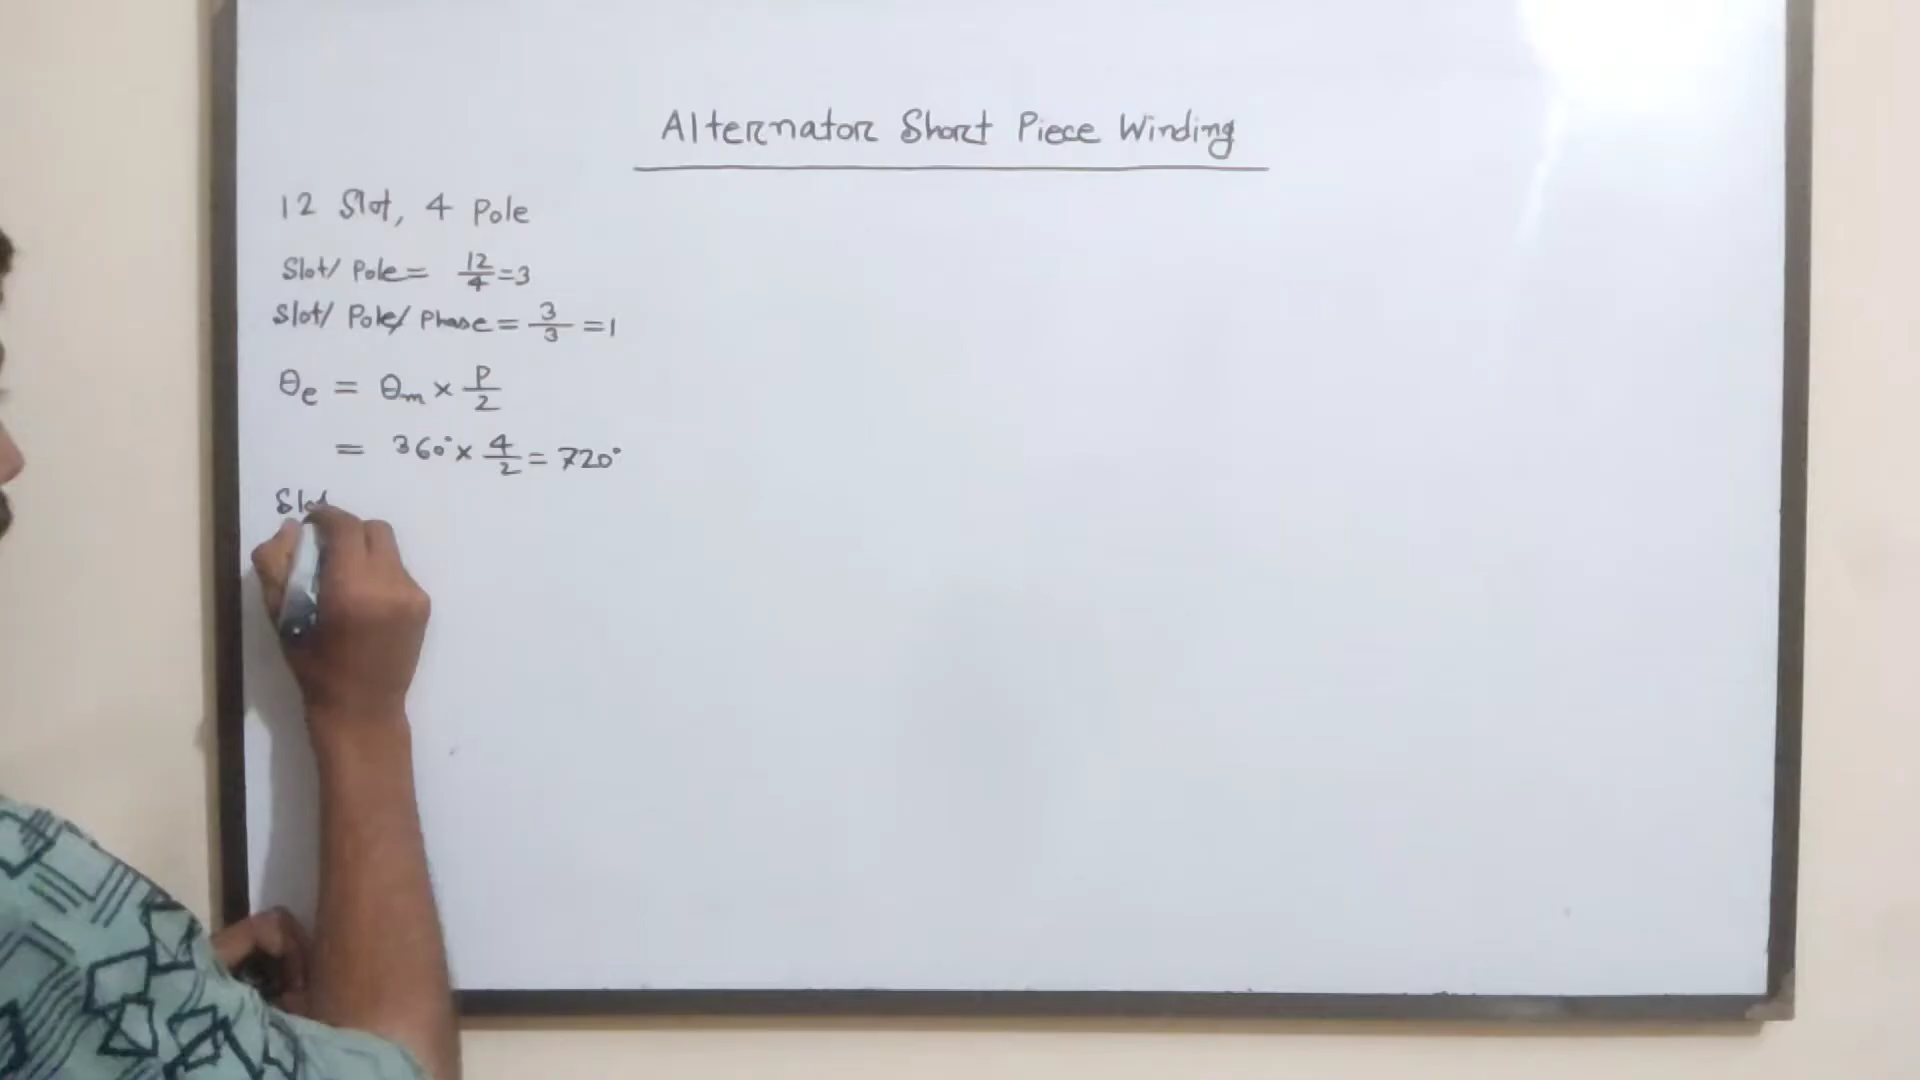 Alternator Short Piece Winding
12 Slot, 4 Pole
Slot/ Pole = 12/4 = 3
Slot/ Pole/ Phase = 3/3 = 1
θe = θm × P/2
= 360° × 4/2 = 720°
Slot